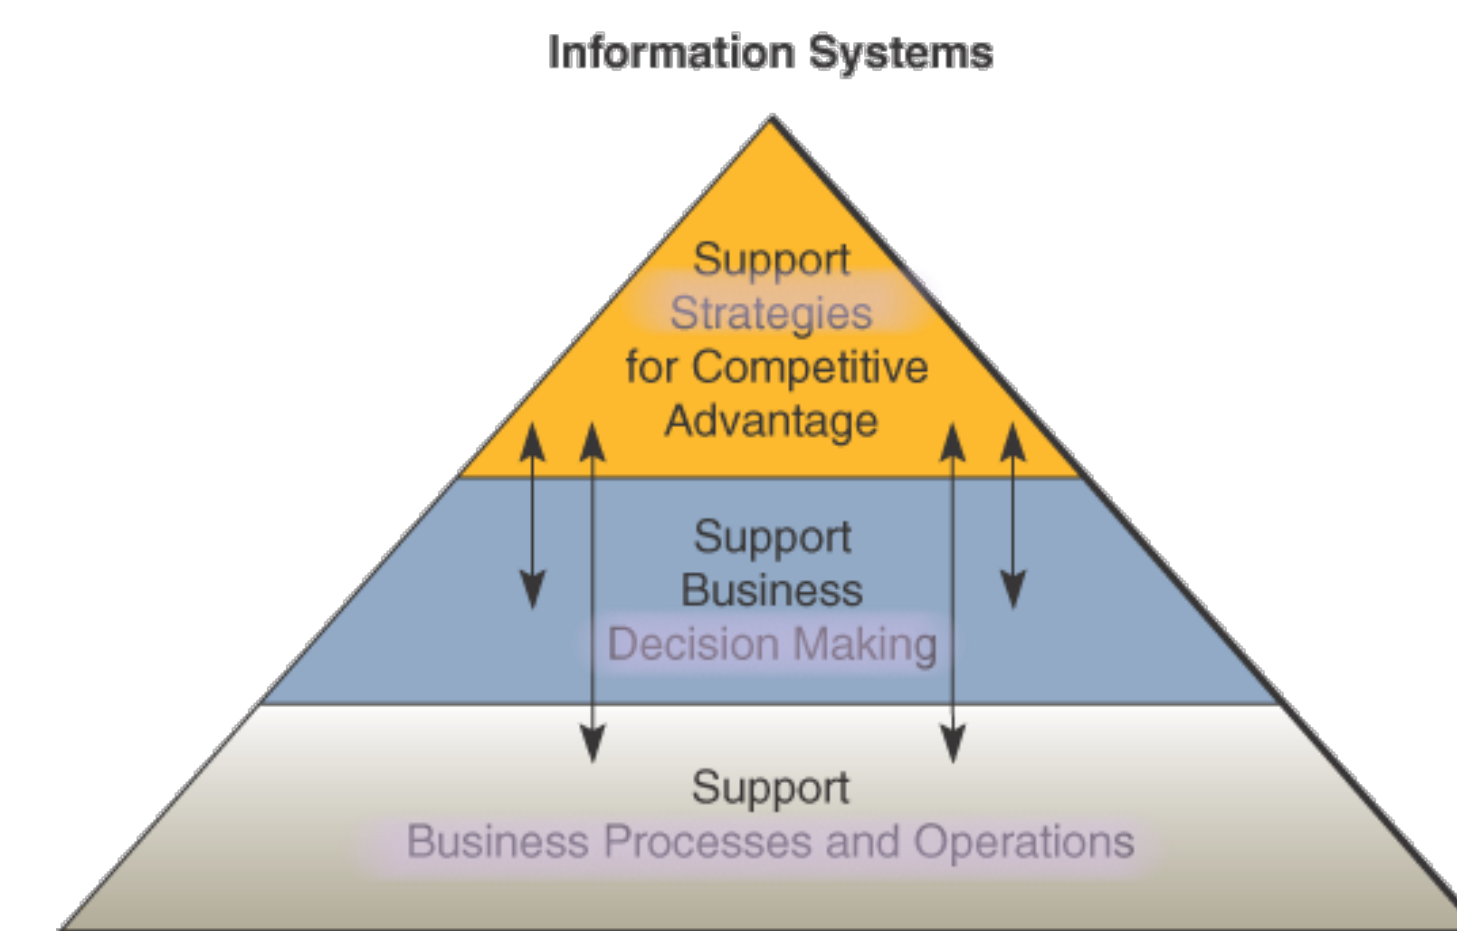 Information Systems
Support
Strategies
for Competitive
Advantage
Support
Business
Decision Making
Support
Business Processes and Operations